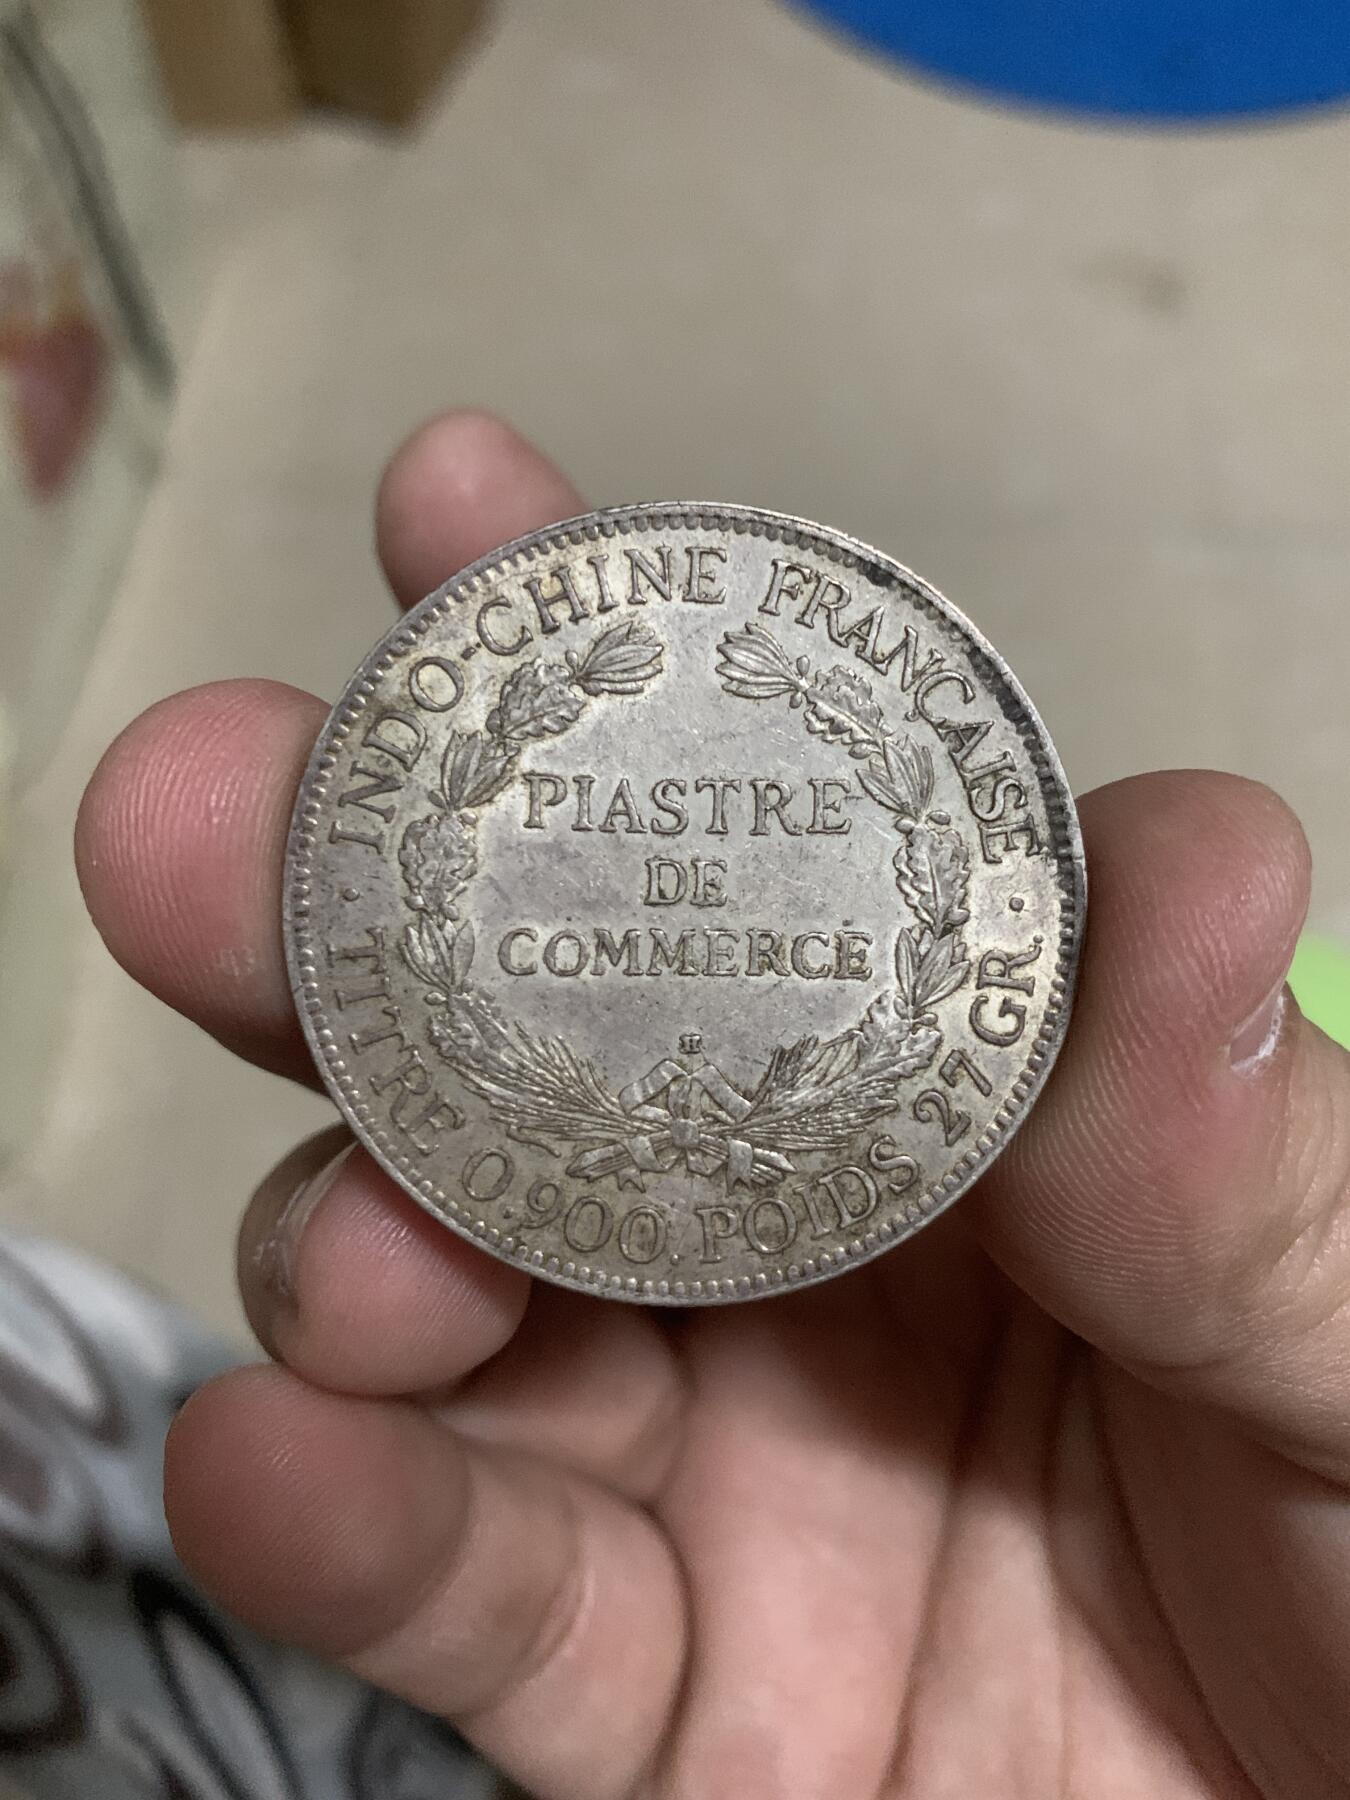 INDO-CHINE FRANÇAISE
PIASTRE
DE
COMMERCE
H
TITRE 0.900. POIDS 27 GR.